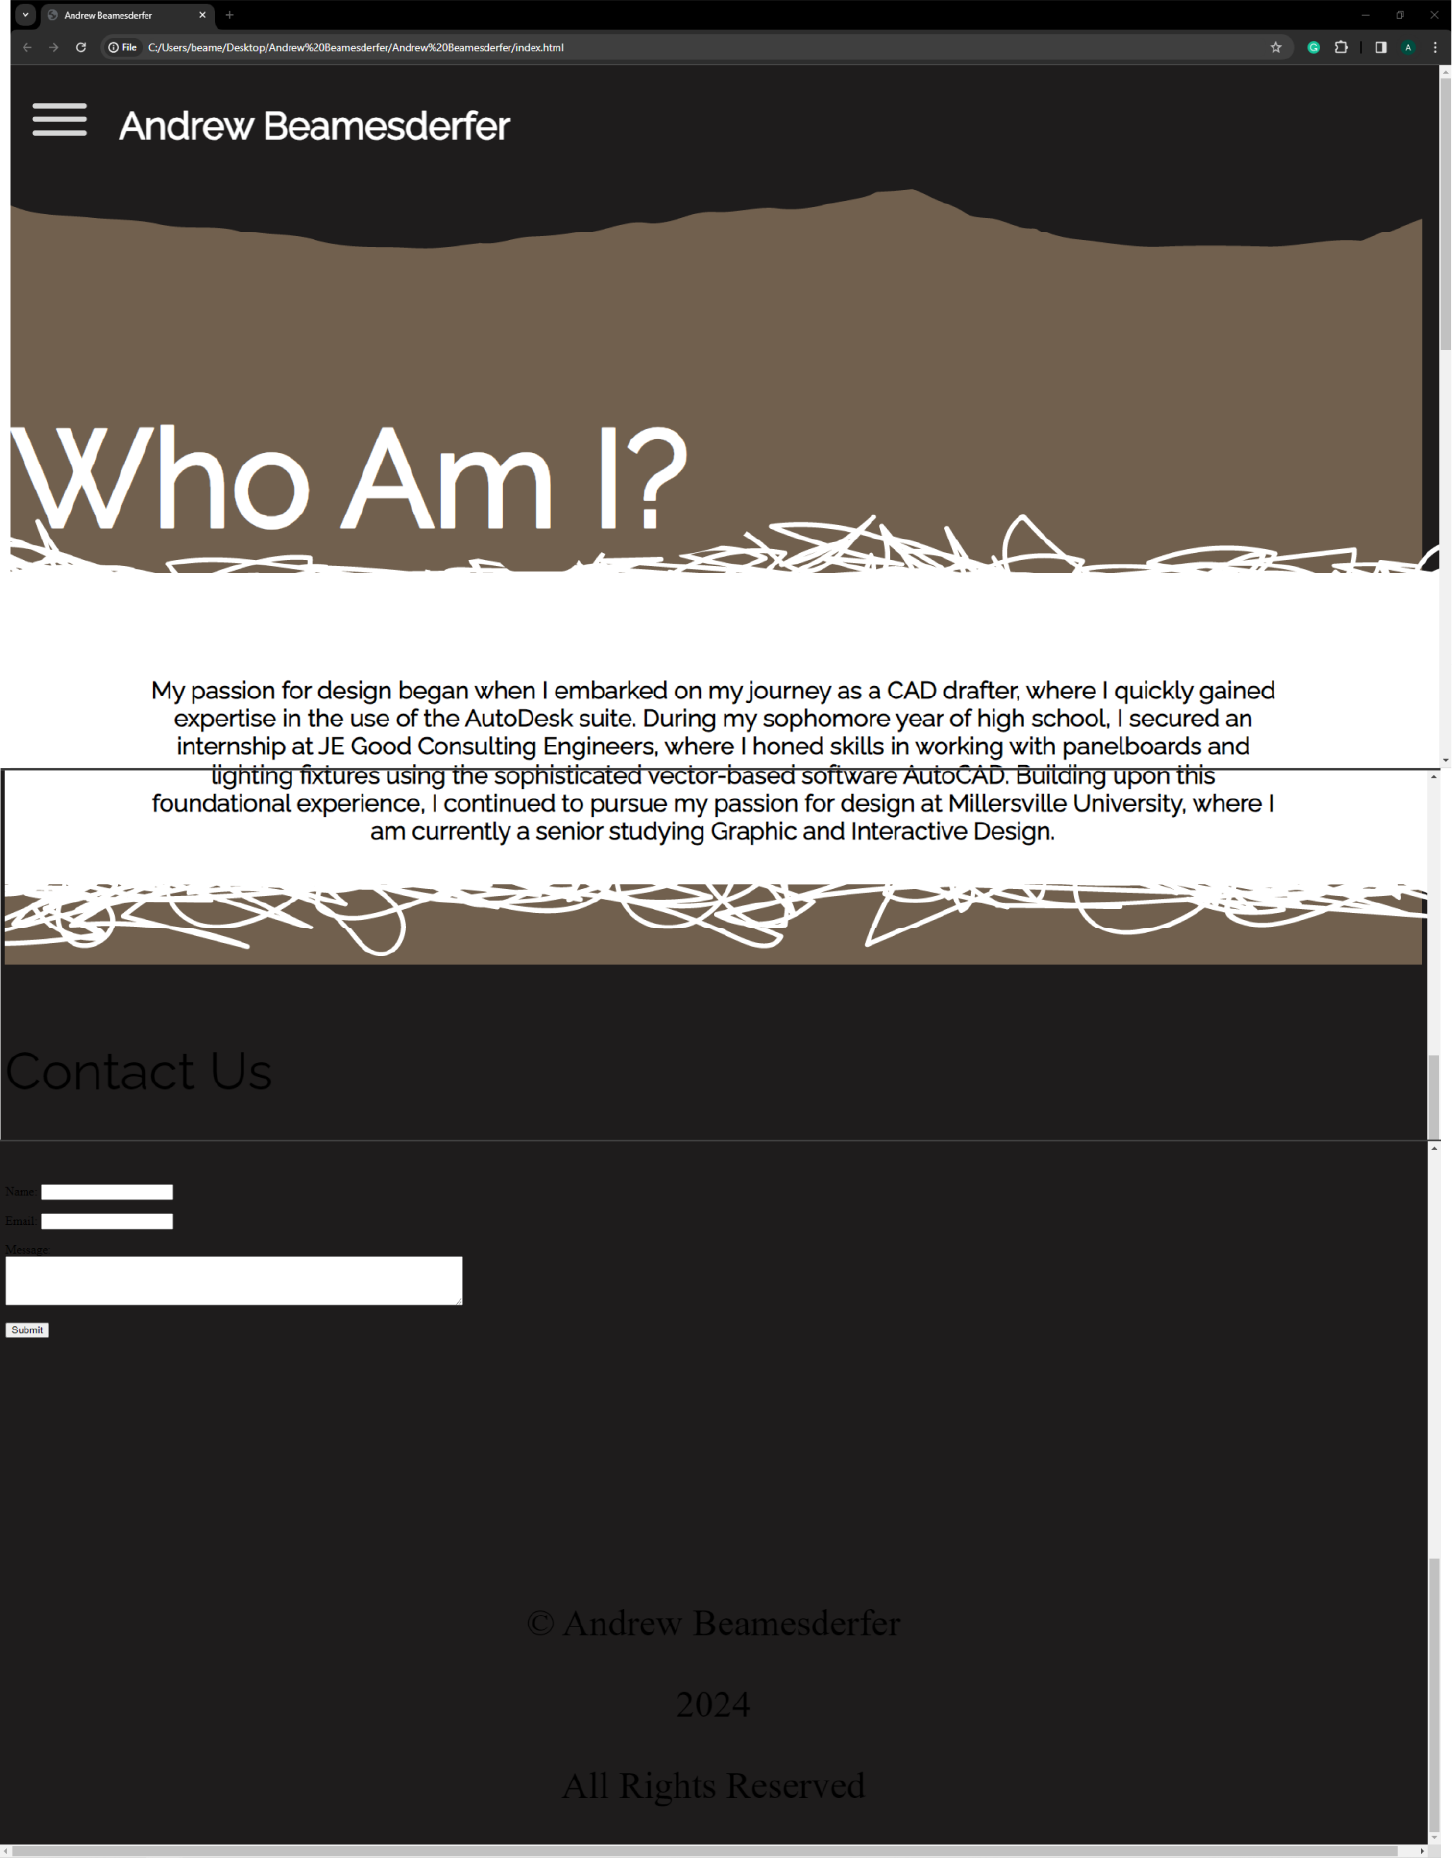 Andrew Beamesderfer
File C:/Users/beame/Desktop/Andrew%20Beamesderfer/Andrew%20Beamesderfer/index.html
A
Andrew Beamesderfer
Who Am I?
My passion for design began when I embarked on my journey as a CAD drafter, where I quickly gained
expertise in the use of the AutoDesk suite. During my sophomore year of high school, I secured an
internship at JE Good Consulting Engineers, where I honed skills in working with panelboards and
lighting fixtures using the sophisticated vector-based software AutoCAD. Building upon this
foundational experience, I continued to pursue my passion for design at Millersville University, where I
am currently a senior studying Graphic and Interactive Design.
Contact Us
Name:
Email:
Message:
Submit
© Andrew Beamesderfer
2024
All Rights Reserved